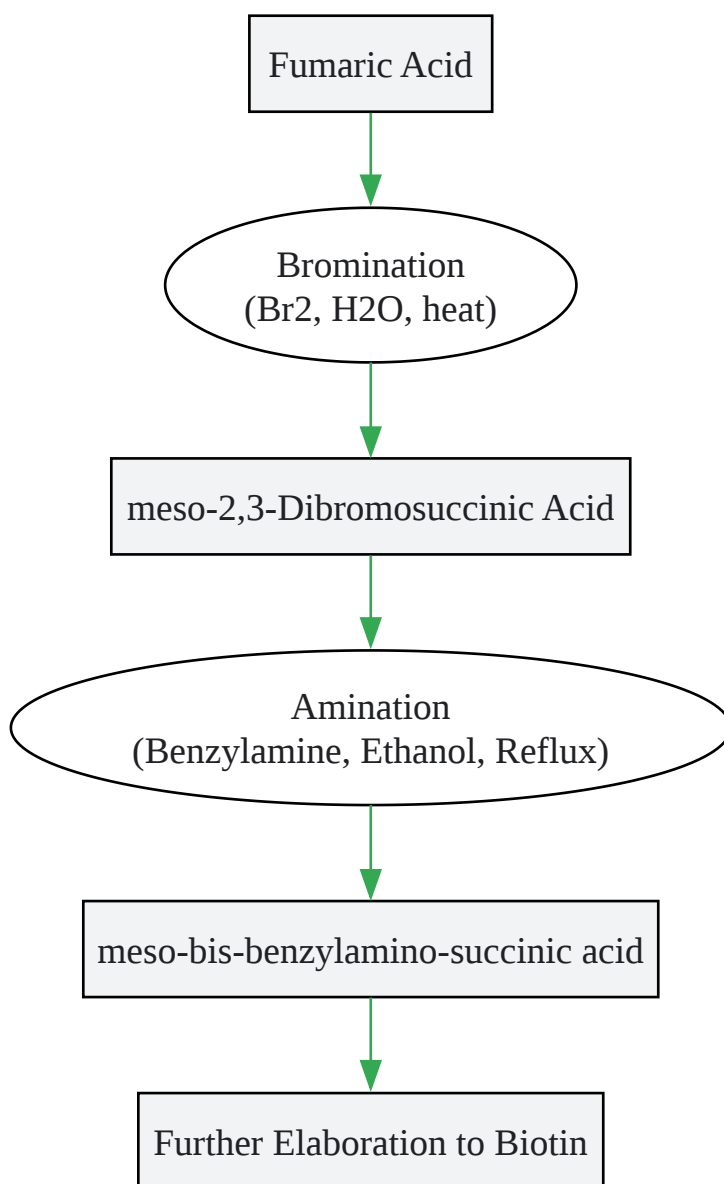 Fumaric Acid
Bromination
(Br2, H2O, heat)
meso-2,3-Dibromosuccinic Acid
Amination
(Benzylamine, Ethanol, Reflux)
meso-bis-benzylamino-succinic acid
Further Elaboration to Biotin